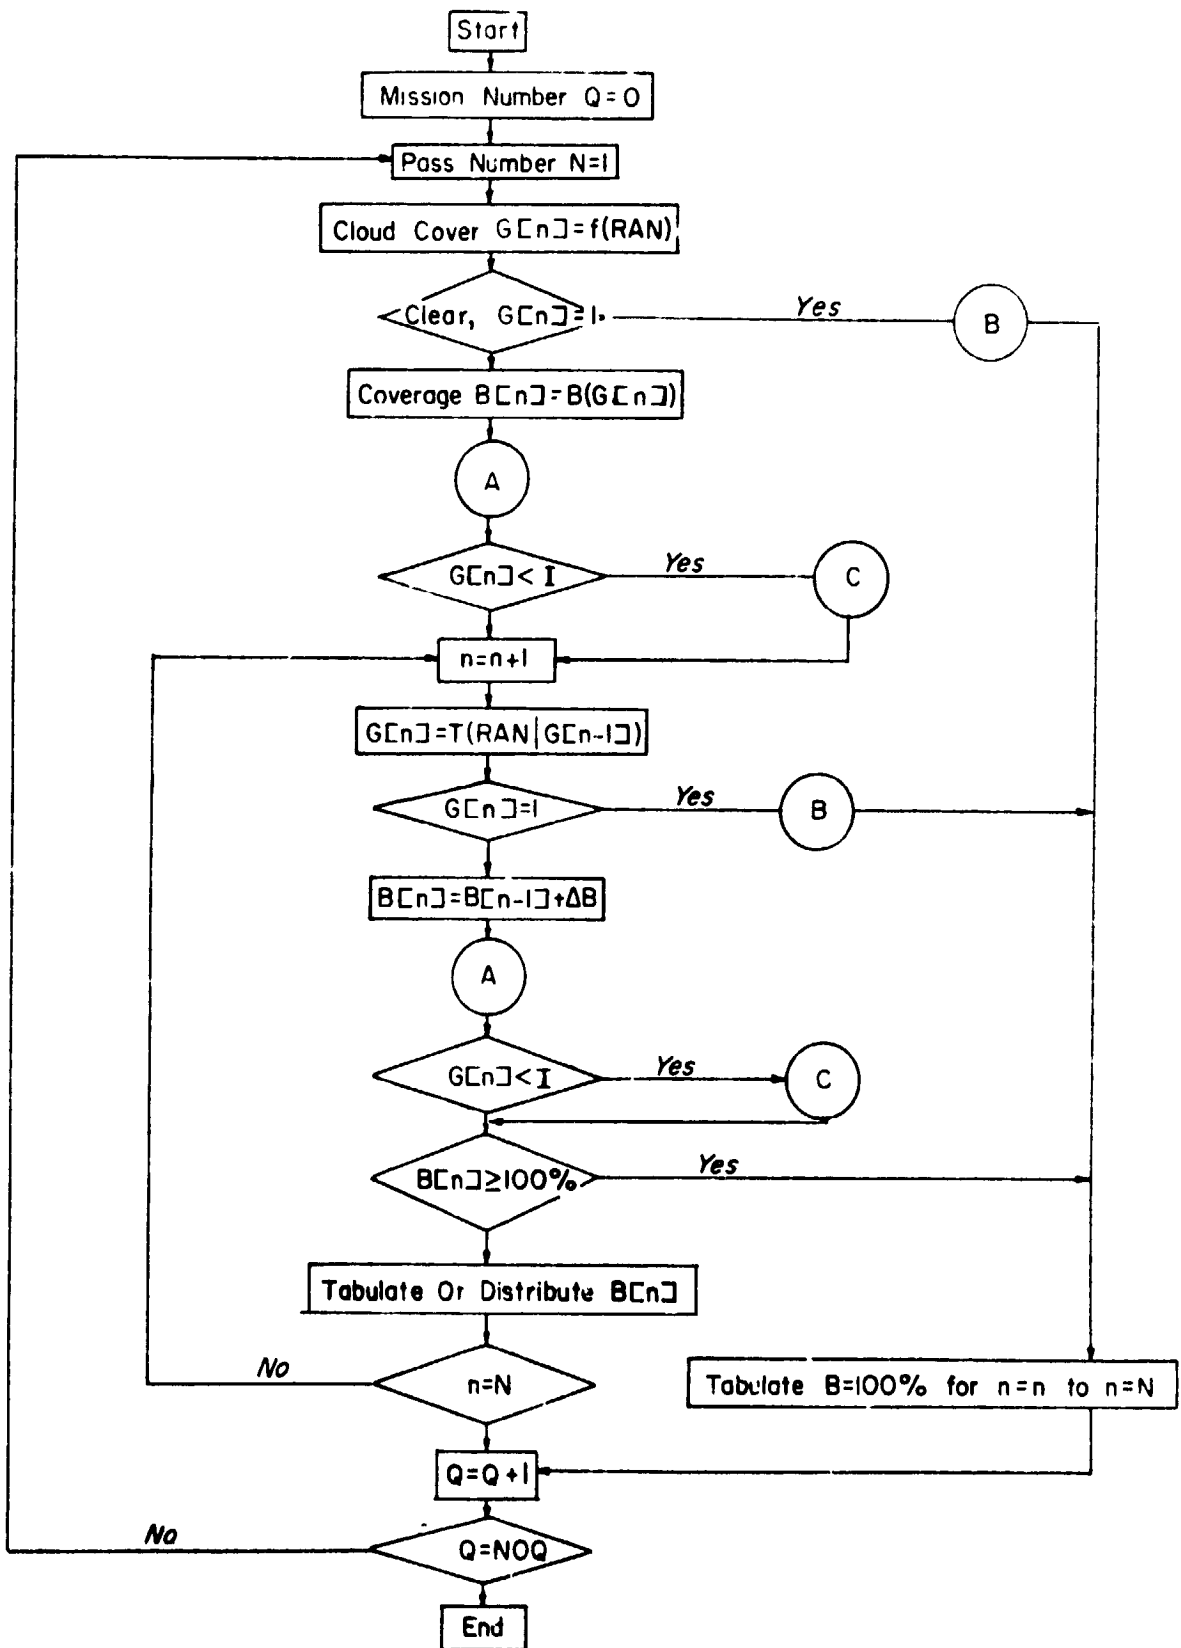 Start
Mission Number Q=0
Pass Number N=1
Cloud Cover G[n]=f(RAN)
Clear, G[n]=1
Yes
B
Coverage B[n]=B(G[n])
A
G[n]<I
Yes
C
n=n+1
G[n]=T(RAN|G[n-1])
G[n]=1
Yes
B
B[n]=B[n-1]+ΔB
A
G[n]<I
Yes
C
B[n]≥100%
Yes
Tabulate Or Distribute B[n]
No
n=N
Tabulate B=100% for n=n to n=N
Q=Q+1
No
Q=NOQ
End